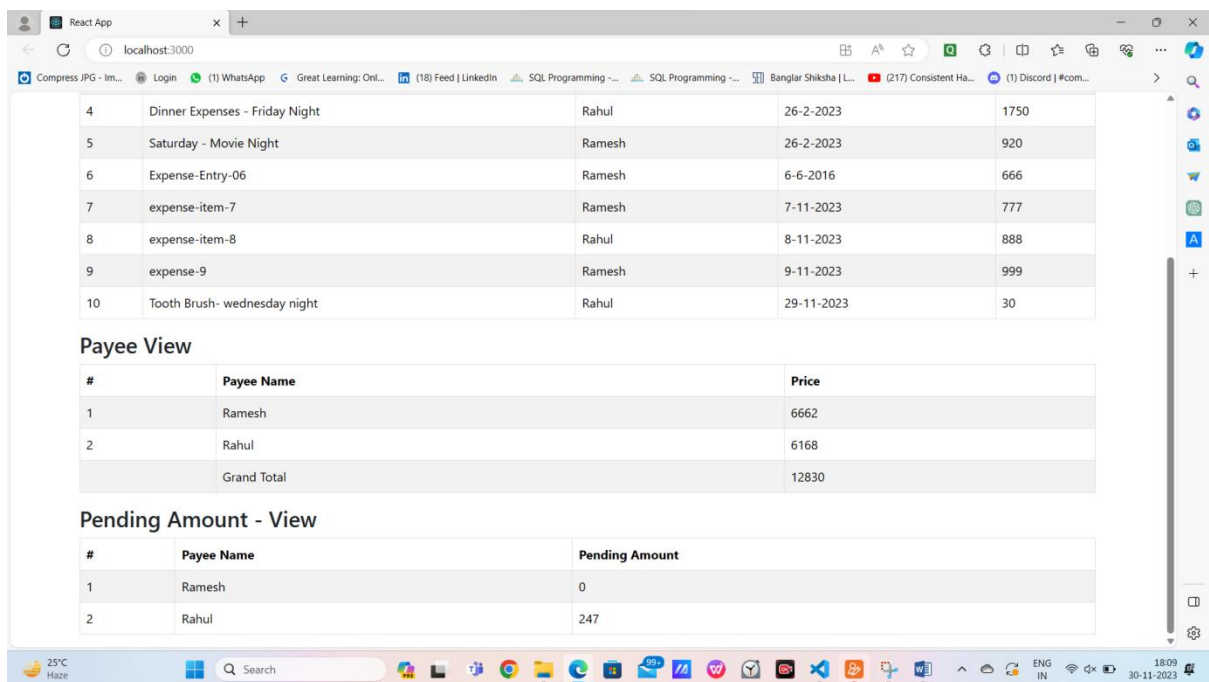 React App
localhost:3000
Compress JPG - Im... Login (1) WhatsApp Great Learning: Onl... (18) Feed | LinkedIn SQL Programming -... SQL Programming -... Banglar Shiksha | L... (217) Consistent Ha... (1) Discord | #com...
4 Dinner Expenses - Friday Night Rahul 26-2-2023 1750
5 Saturday - Movie Night Ramesh 26-2-2023 920
6 Expense-Entry-06 Ramesh 6-6-2016 666
7 expense-item-7 Ramesh 7-11-2023 777
8 expense-item-8 Rahul 8-11-2023 888
9 expense-9 Ramesh 9-11-2023 999
10 Tooth Brush- wednesday night Rahul 29-11-2023 30
Payee View
# Payee Name Price
1 Ramesh 6662
2 Rahul 6168
Grand Total 12830
Pending Amount - View
# Payee Name Pending Amount
1 Ramesh 0
2 Rahul 247
25°C
Haze
Search
99+
ENG
IN
18:09
30-11-2023